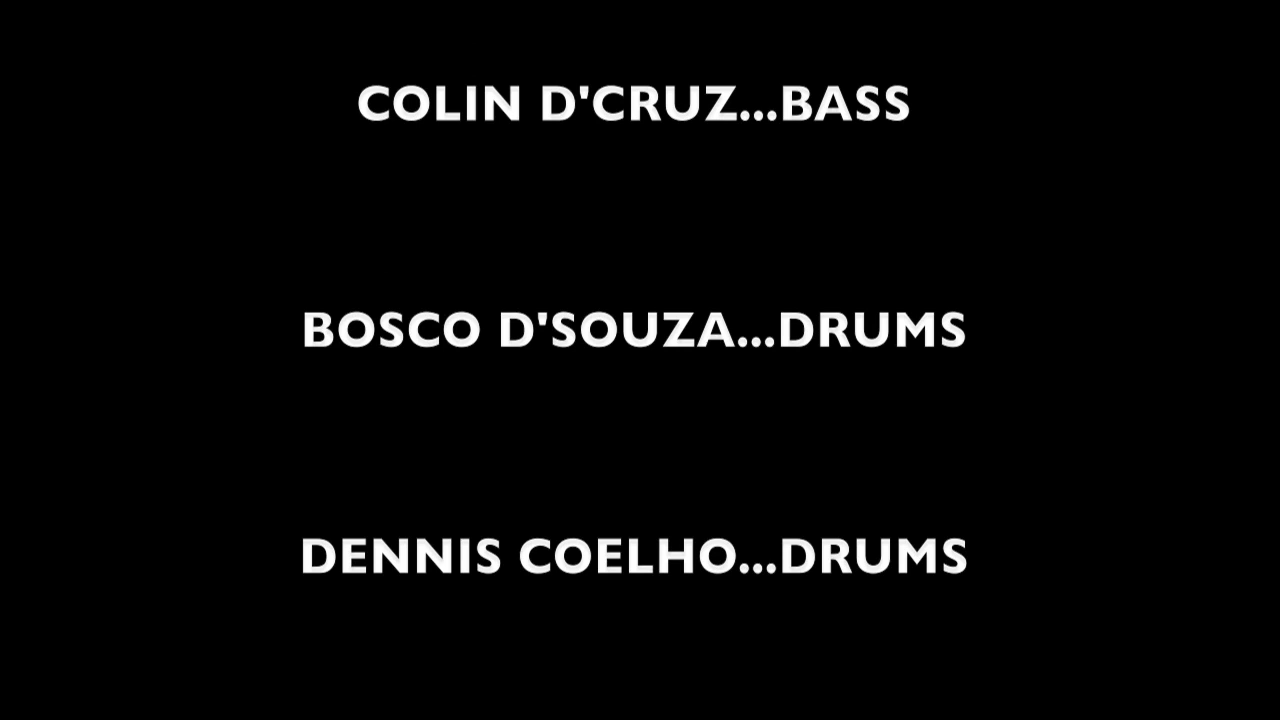 COLIN D'CRUZ...BASS
BOSCO D'SOUZA...DRUMS
DENNIS COELHO...DRUMS